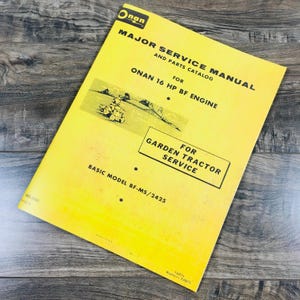 Onan
MAJOR SERVICE MANUAL
AND PARTS CATALOG
FOR
ONAN 16 HP BF ENGINE
FOR
GARDEN TRACTOR
SERVICE
BASIC MODEL BF-MS/2425